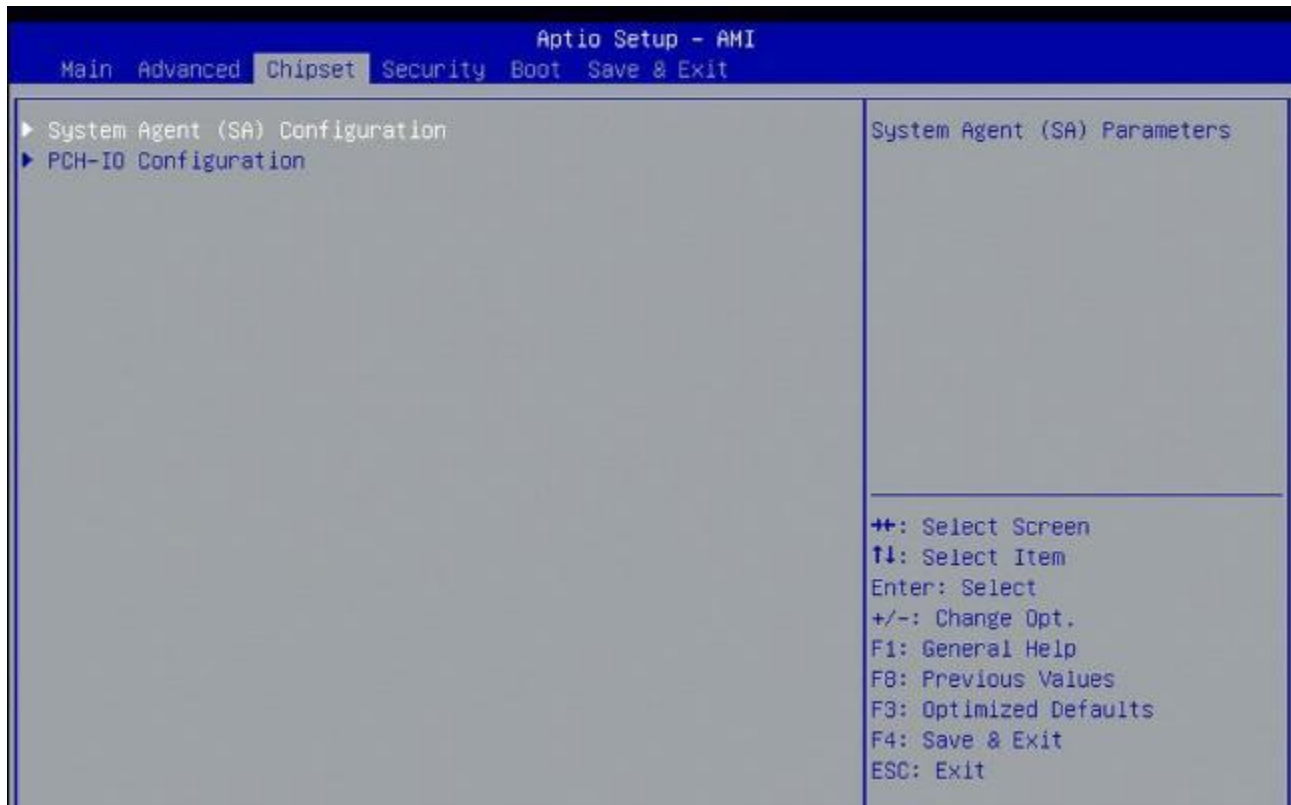 Aptio Setup - AMI
Main Advanced Chipset Security Boot Save & Exit
▶ System Agent (SA) Configuration
▶ PCH-IO Configuration
System Agent (SA) Parameters
→←: Select Screen
↑↓: Select Item
Enter: Select
+/-: Change Opt.
F1: General Help
F8: Previous Values
F3: Optimized Defaults
F4: Save & Exit
ESC: Exit